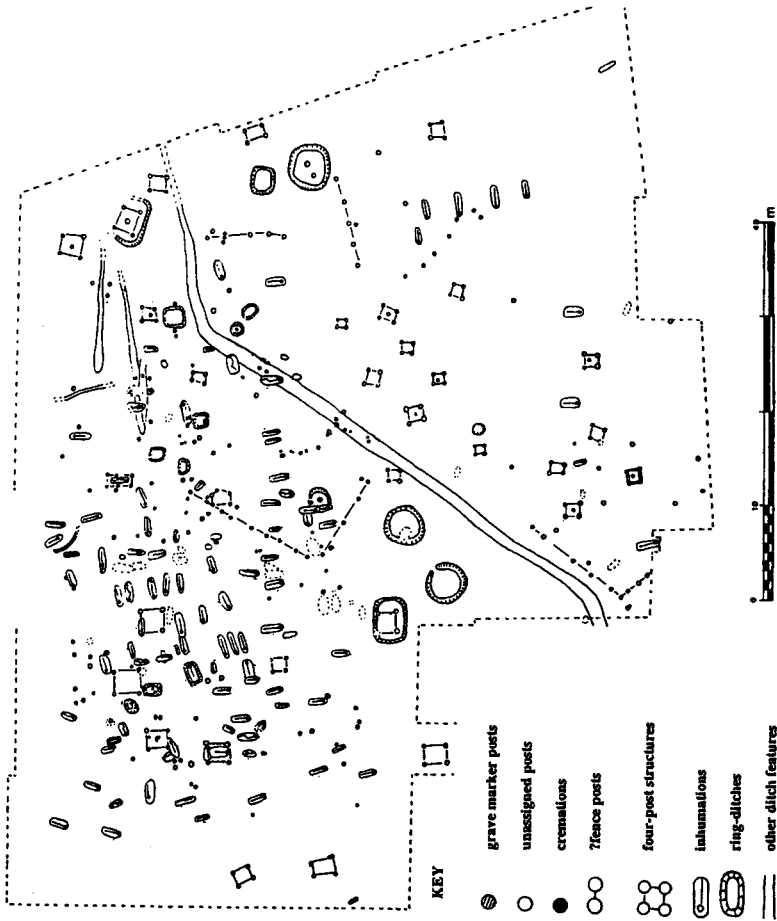 KEY
grave marker posts
unassigned posts
cremations
?fence posts
four-post structures
inhumations
ring-ditches
other ditch features
0
10
m